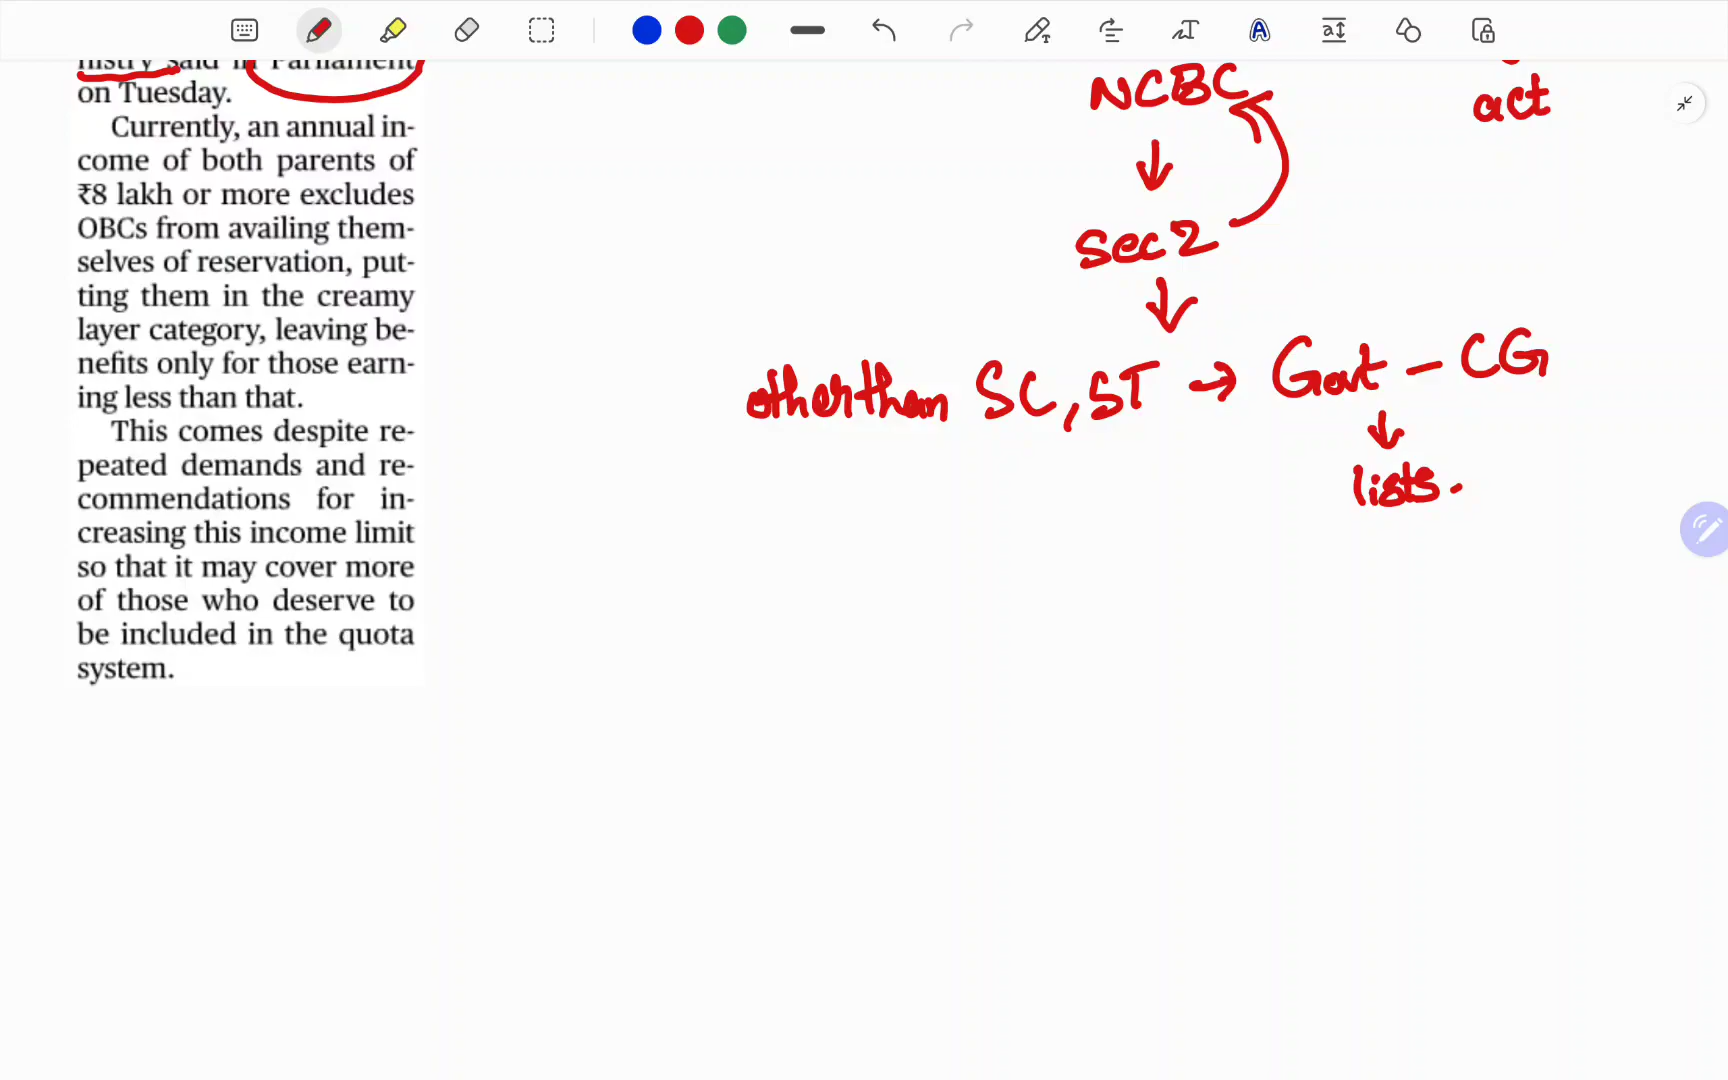 nistry said in Parliament
on Tuesday.
Currently, an annual in-
come of both parents of
₹8 lakh or more excludes
OBCs from availing them-
selves of reservation, put-
ting them in the creamy
layer category, leaving be-
nefits only for those earn-
ing less than that.
This comes despite re-
peated demands and re-
commendations for in-
creasing this income limit
so that it may cover more
of those who deserve to
be included in the quota
system.
NCBC
act
↓
Sec 2
↓
other than SC, ST → Govt - CG
↓
lists.